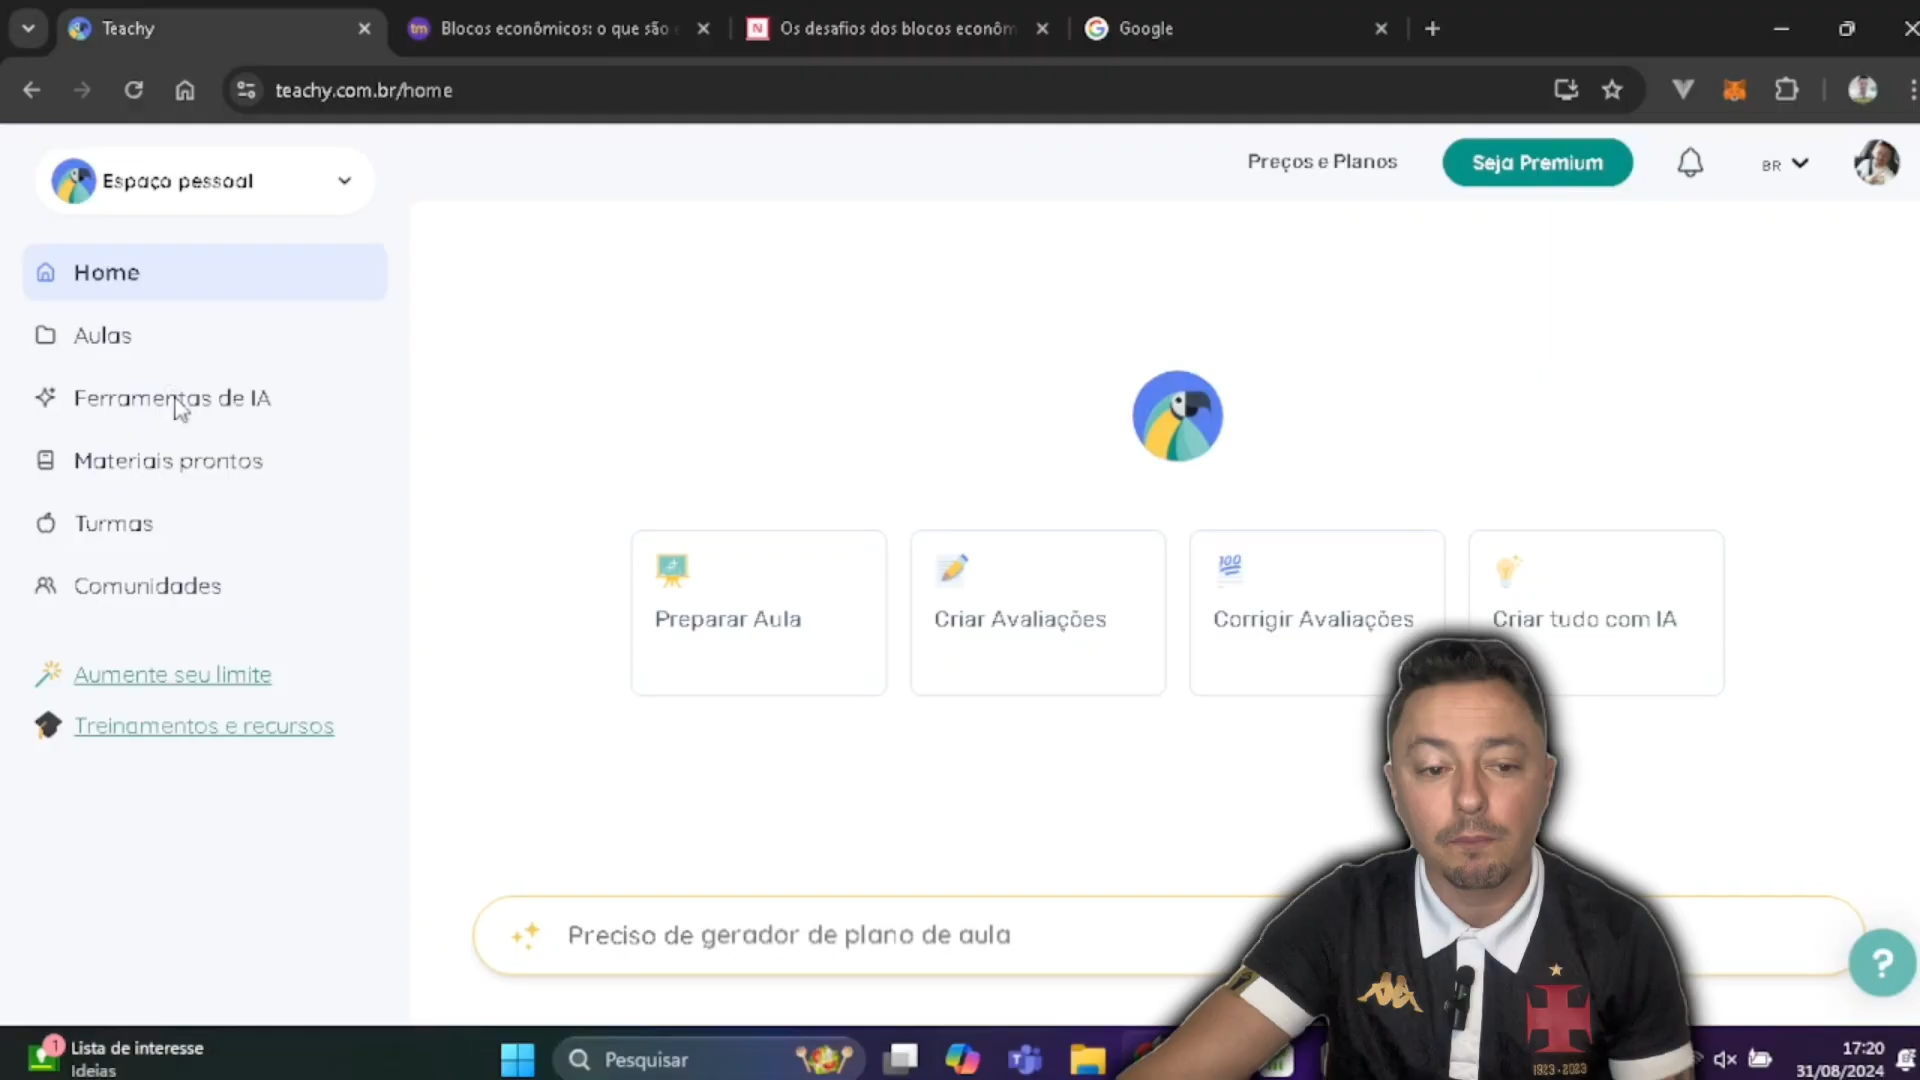 Teachy
Blocos econômicos: o que são
Os desafios dos blocos econôm
Google
teachy.com.br/home
Espaço pessoal
Preços e Planos
Seja Premium
BR
Home
Aulas
Ferramentas de IA
Materiais prontos
Turmas
Comunidades
Aumente seu limite
Treinamentos e recursos
Preparar Aula
Criar Avaliações
Corrigir Avaliações
Criar tudo com IA
Preciso de gerador de plano de aula
?
1923-2023
1
Lista de interesse
Ideias
Pesquisar
17:20
31/08/2024